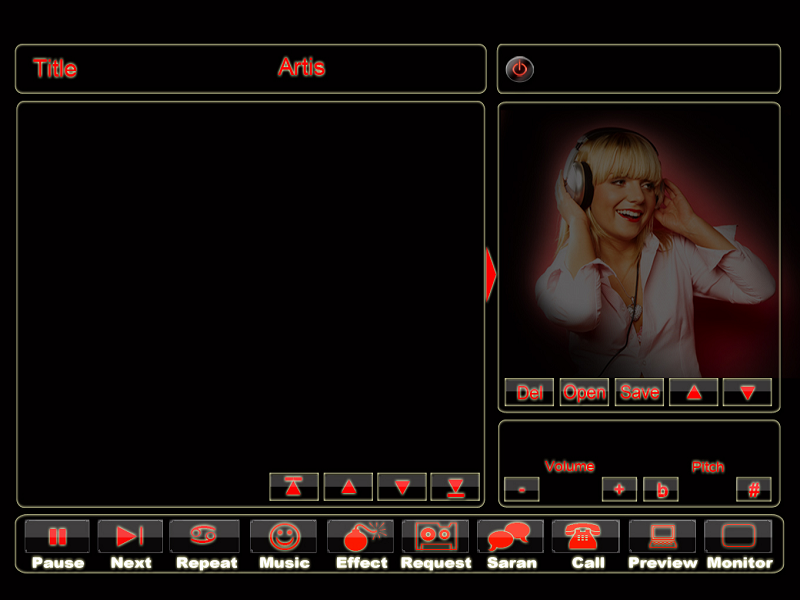 Title Artis
Del Open Save
Volume Pitch
- + b #
Pause Next Repeat Music Effect Request Saran Call Preview Monitor